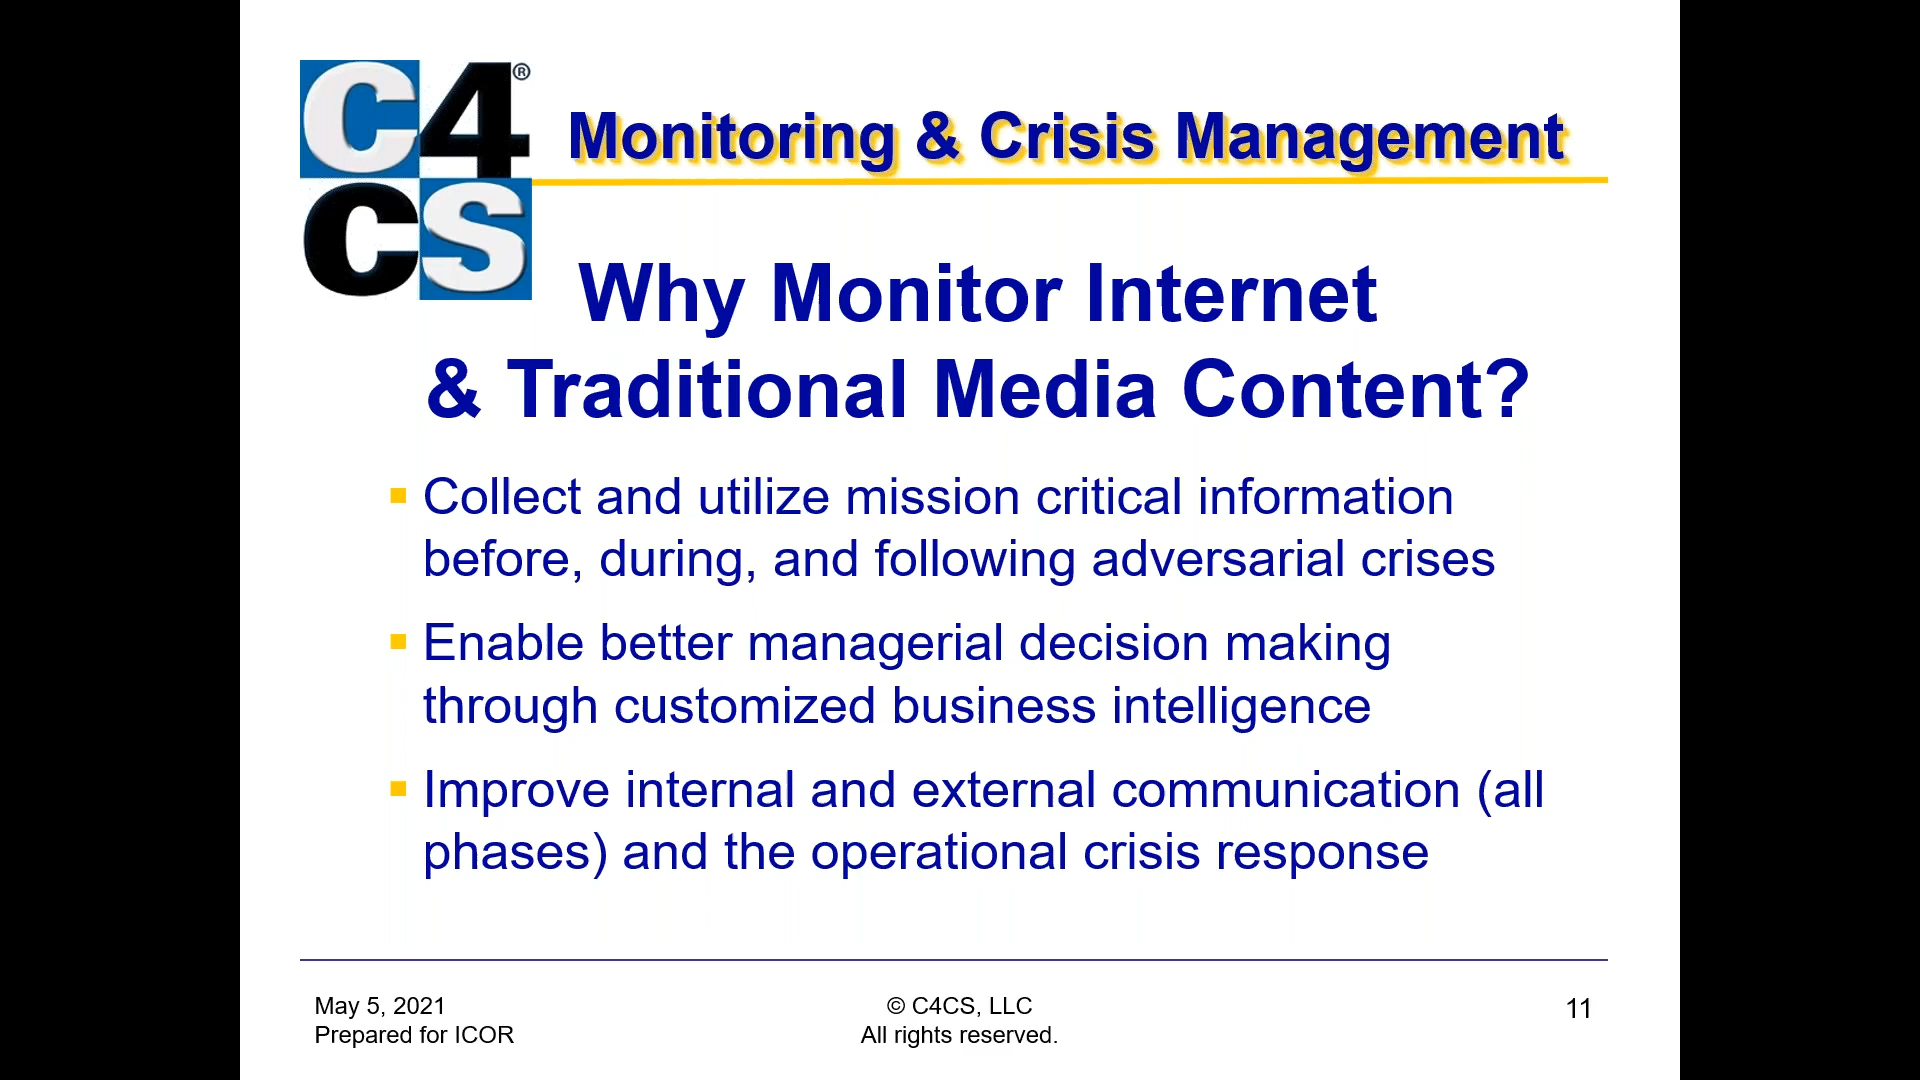 C4®
CS
Monitoring & Crisis Management
Why Monitor Internet
& Traditional Media Content?
Collect and utilize mission critical information
before, during, and following adversarial crises
Enable better managerial decision making
through customized business intelligence
Improve internal and external communication (all
phases) and the operational crisis response
May 5, 2021
Prepared for ICOR
© C4CS, LLC
All rights reserved.
11